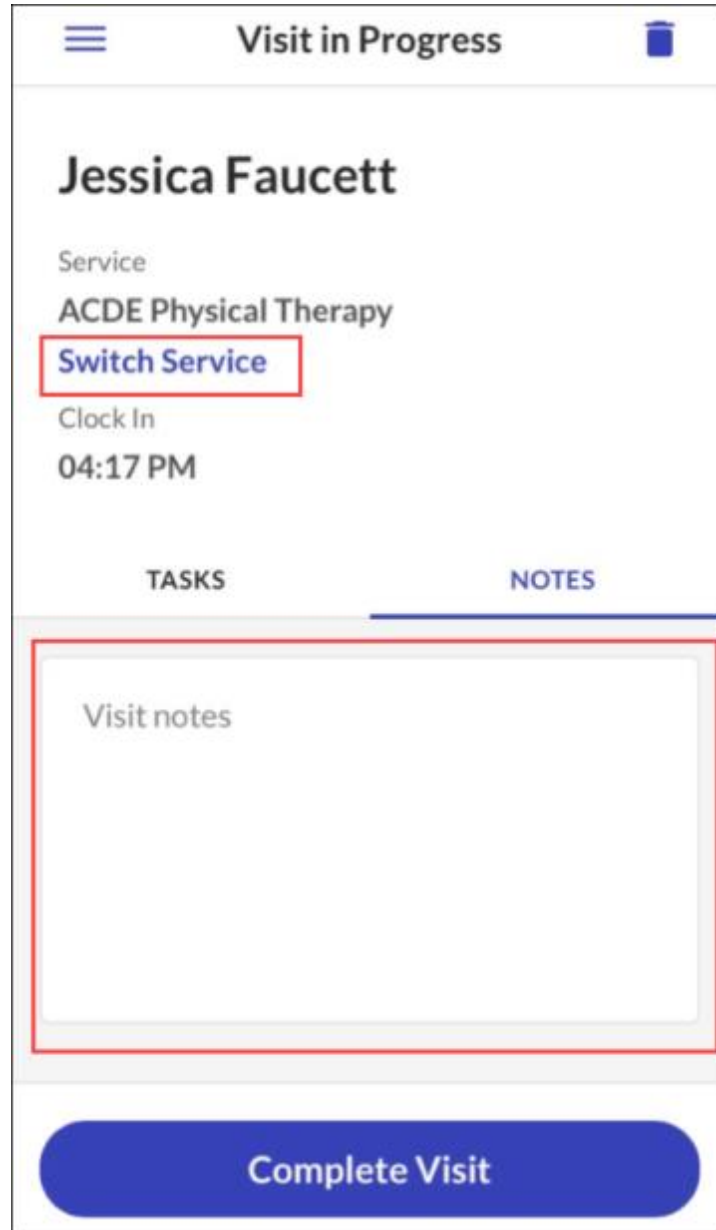 Visit in Progress
Jessica Faucett
Service
ACDE Physical Therapy
Switch Service
Clock In
04:17 PM
TASKS NOTES
Visit notes
Complete Visit